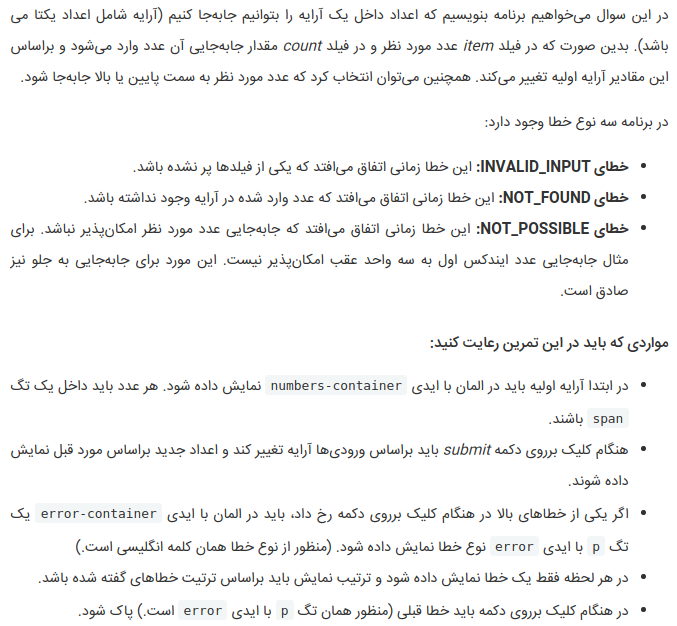 در این سوال می‌خواهیم برنامه بنویسیم که اعداد داخل یک آرایه را بتوانیم جابه‌جا کنیم (آرایه شامل اعداد یکتا می
باشد). بدین صورت که در فیلد item عدد مورد نظر و در فیلد count مقدار جابه‌جایی آن عدد وارد می‌شود و براساس
این مقادیر آرایه اولیه تغییر می‌کند. همچنین می‌توان انتخاب کرد که عدد مورد نظر به سمت پایین یا بالا جابه‌جا شود.
در برنامه سه نوع خطا وجود دارد:
خطای INVALID_INPUT: این خطا زمانی اتفاق می‌افتد که یکی از فیلدها پر نشده باشد.
خطای NOT_FOUND: این خطا زمانی اتفاق می‌افتد که عدد وارد شده در آرایه وجود نداشته باشد.
خطای NOT_POSSIBLE: این خطا زمانی اتفاق می‌افتد که جابه‌جایی عدد مورد نظر امکان‌پذیر نباشد. برای
مثال جابه‌جایی عدد ایندکس اول به سه واحد عقب امکان‌پذیر نیست. این مورد برای جابه‌جایی به جلو نیز
صادق است.
مواردی که باید در این تمرین رعایت کنید:
در ابتدا آرایه اولیه باید در المان با ایدی numbers-container نمایش داده شود. هر عدد باید داخل یک تگ
span باشند.
هنگام کلیک برروی دکمه submit باید براساس ورودی‌ها آرایه تغییر کند و اعداد جدید براساس مورد قبل نمایش
داده شوند.
اگر یکی از خطاهای بالا در هنگام کلیک برروی دکمه رخ داد، باید در المان با ایدی error-container یک
تگ p با ایدی error نوع خطا نمایش داده شود. (منظور از نوع خطا همان کلمه انگلیسی است.)
در هر لحظه فقط یک خطا نمایش داده شود و ترتیب نمایش باید براساس ترتیت خطاهای گفته شده باشد.
در هنگام کلیک برروی دکمه باید خطا قبلی (منظور همان تگ p با ایدی error است.) پاک شود.